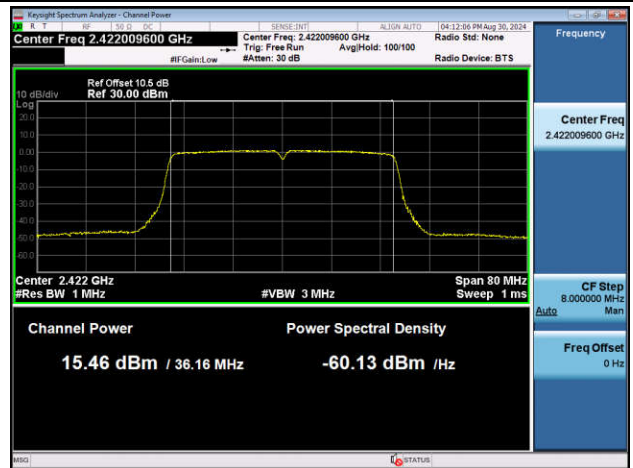 Keysight Spectrum Analyzer - Channel Power
R T RF 50 Ω DC SENSE:INT ALIGN AUTO 04:12:06 PM Aug 30, 2024
Center Freq 2.422009600 GHz
Center Freq: 2.422009600 GHz
Radio Std: None
Trig: Free Run Avg|Hold: 100/100
#IFGain:Low
#Atten: 30 dB
Radio Device: BTS
Ref Offset 10.5 dB
10 dB/div Ref 30.00 dBm
Log
20.0
10.0
0.00
-10.0
-20.0
-30.0
-40.0
-50.0
-60.0
Center 2.422 GHz Span 80 MHz
#Res BW 1 MHz #VBW 3 MHz Sweep 1 ms
Channel Power Power Spectral Density
15.46 dBm / 36.16 MHz -60.13 dBm /Hz
Frequency
Center Freq
2.422009600 GHz
CF Step
8.000000 MHz
Auto Man
Freq Offset
0 Hz
MSG STATUS